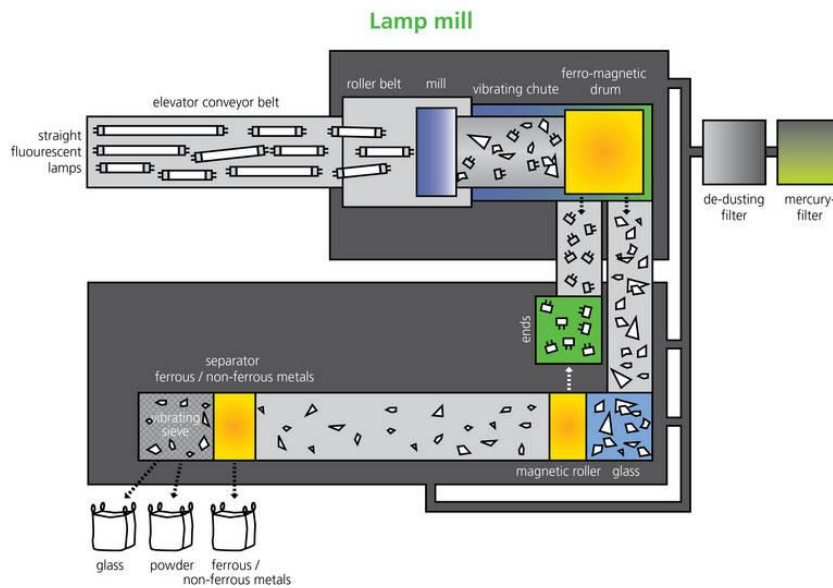 Lamp mill
elevator conveyor belt
straight
fluourescent
lamps
roller belt
mill
vibrating chute
ferro-magnetic
drum
de-dusting
filter
mercury-
filter
ends
separator
ferrous / non-ferrous metals
vibrating
sieve
magnetic roller
glass
glass
powder
ferrous /
non-ferrous metals